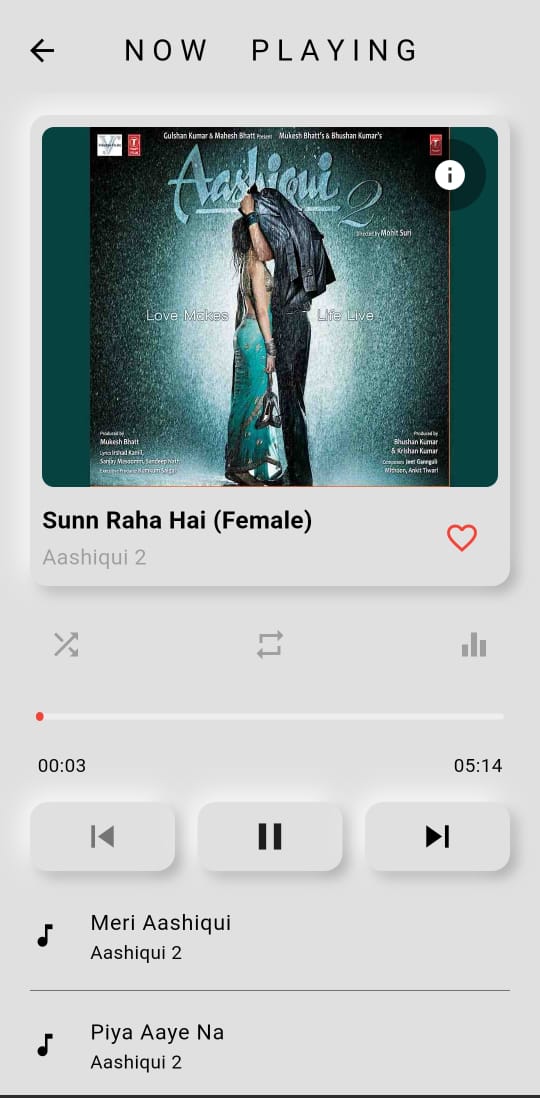 NOW PLAYING
Gulshan Kumar & Mahesh Bhatt Present Mukesh Bhatt's & Bhushan Kumar's
Aashiqui 2
Directed by Mohit Suri
Love Makes Life Live
Produced by
Mukesh Bhatt
Lyrics Irshad Kamil,
Sanjay Masoomm, Sandeep Nath
Executive Producer Kumkum Saigal
Produced by
Bhushan Kumar
& Krishan Kumar
Composers Jeet Gannguli
Mithoon, Ankit Tiwari
Sunn Raha Hai (Female)
Aashiqui 2
00:03
05:14
Meri Aashiqui
Aashiqui 2
Piya Aaye Na
Aashiqui 2